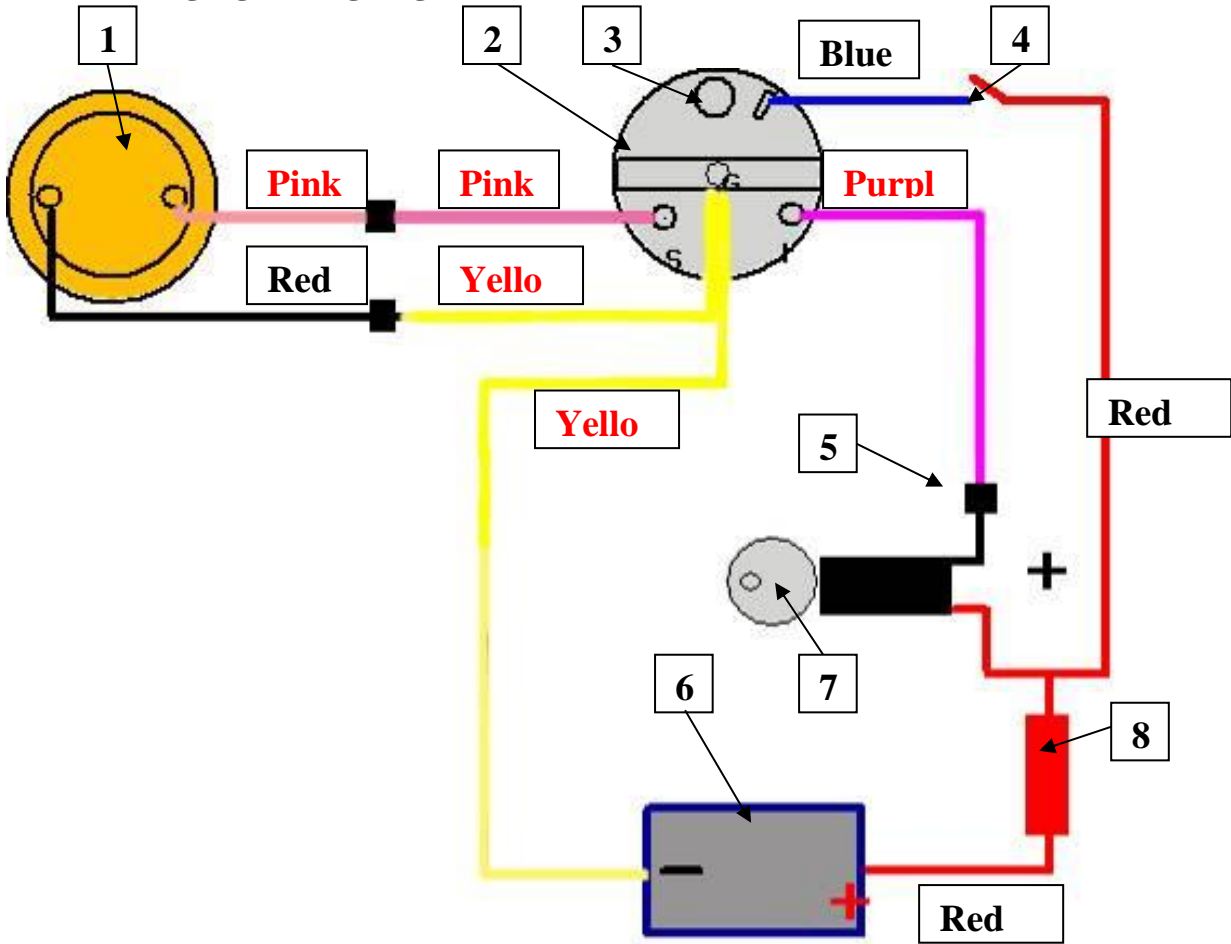 1
2
3
Blue
4
Pink
Pink
G
Purpl
S
I
Red
Yello
Yello
Red
5
+
6
7
8
−
+
Red